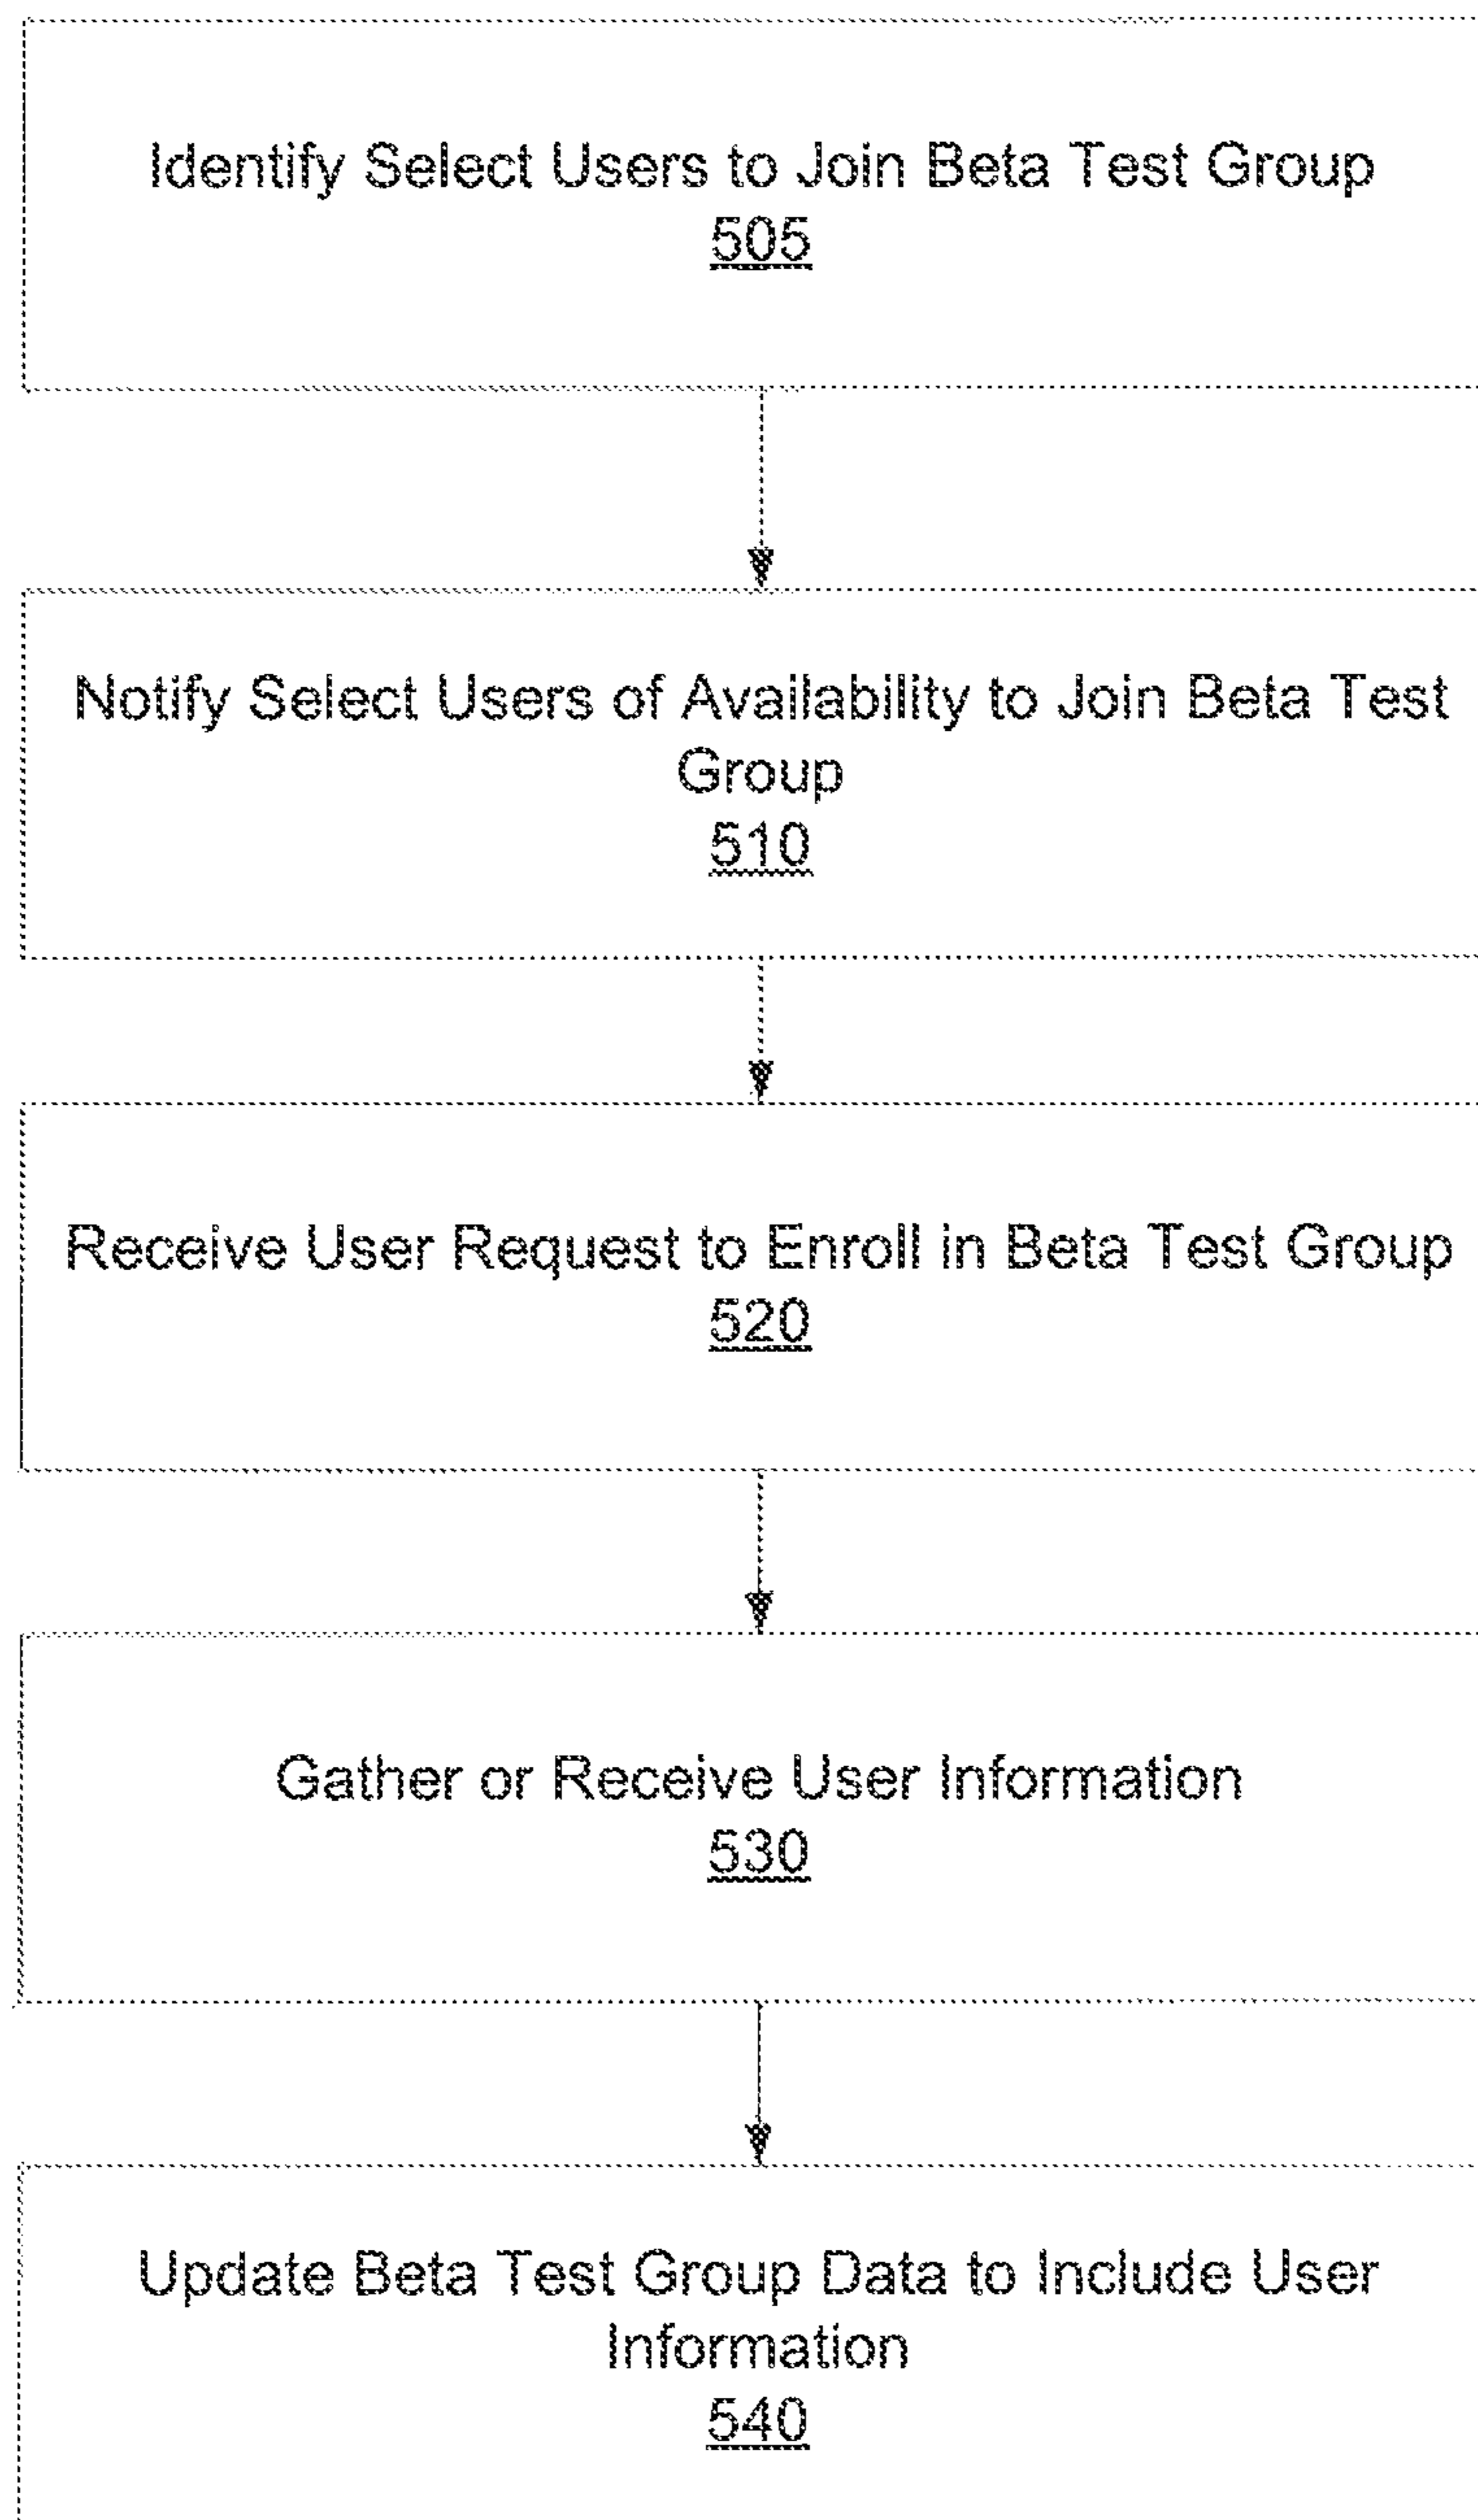 Identify Select Users to Join Beta Test Group
505
Notify Select Users of Availability to Join Beta Test
Group
510
Receive User Request to Enroll in Beta Test Group
520
Gather or Receive User Information
530
Update Beta Test Group Data to Include User
Information
540